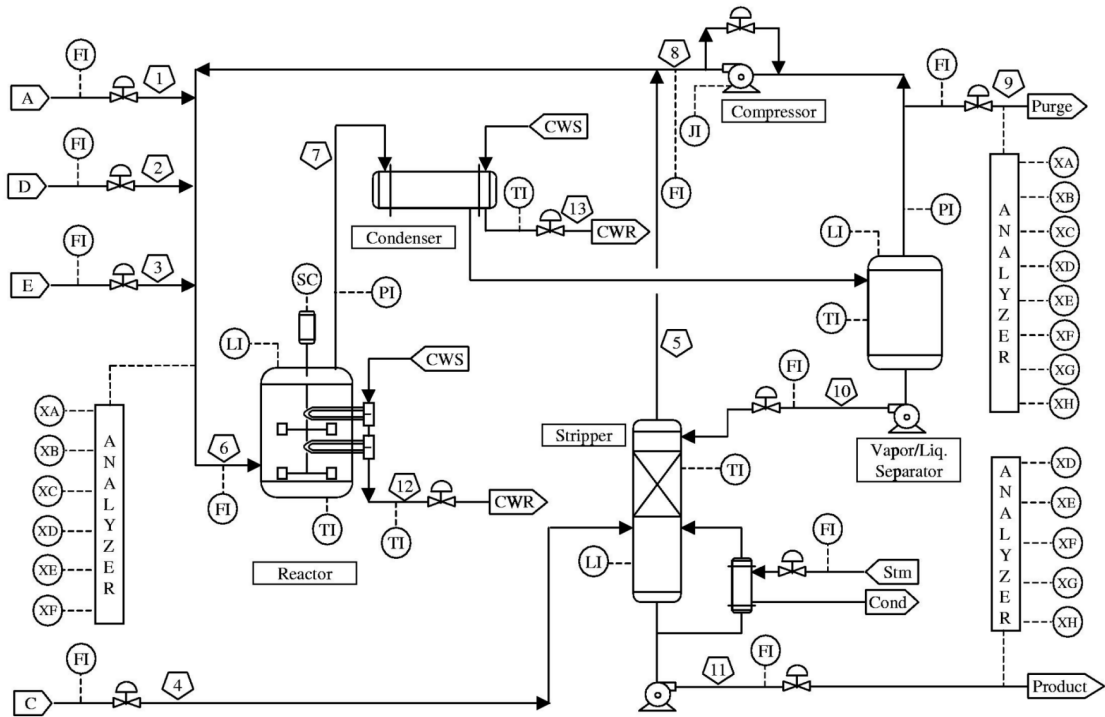 FI
1
A
FI
2
D
FI
3
E
8
JI
Compressor
FI
FI
9
Purge
7
CWS
TI
13
CWR
Condenser
SC
PI
LI
CWS
6
FI
TI
12
TI
CWR
Reactor
ANALYZER
XA
XB
XC
XD
XE
XF
5
LI
PI
TI
FI
10
Vapor/Liq.
Separator
Stripper
TI
LI
FI
Stm
Cond
ANALYZER
XA
XB
XC
XD
XE
XF
XG
XH
ANALYZER
XD
XE
XF
XG
XH
FI
4
C
11
FI
Product